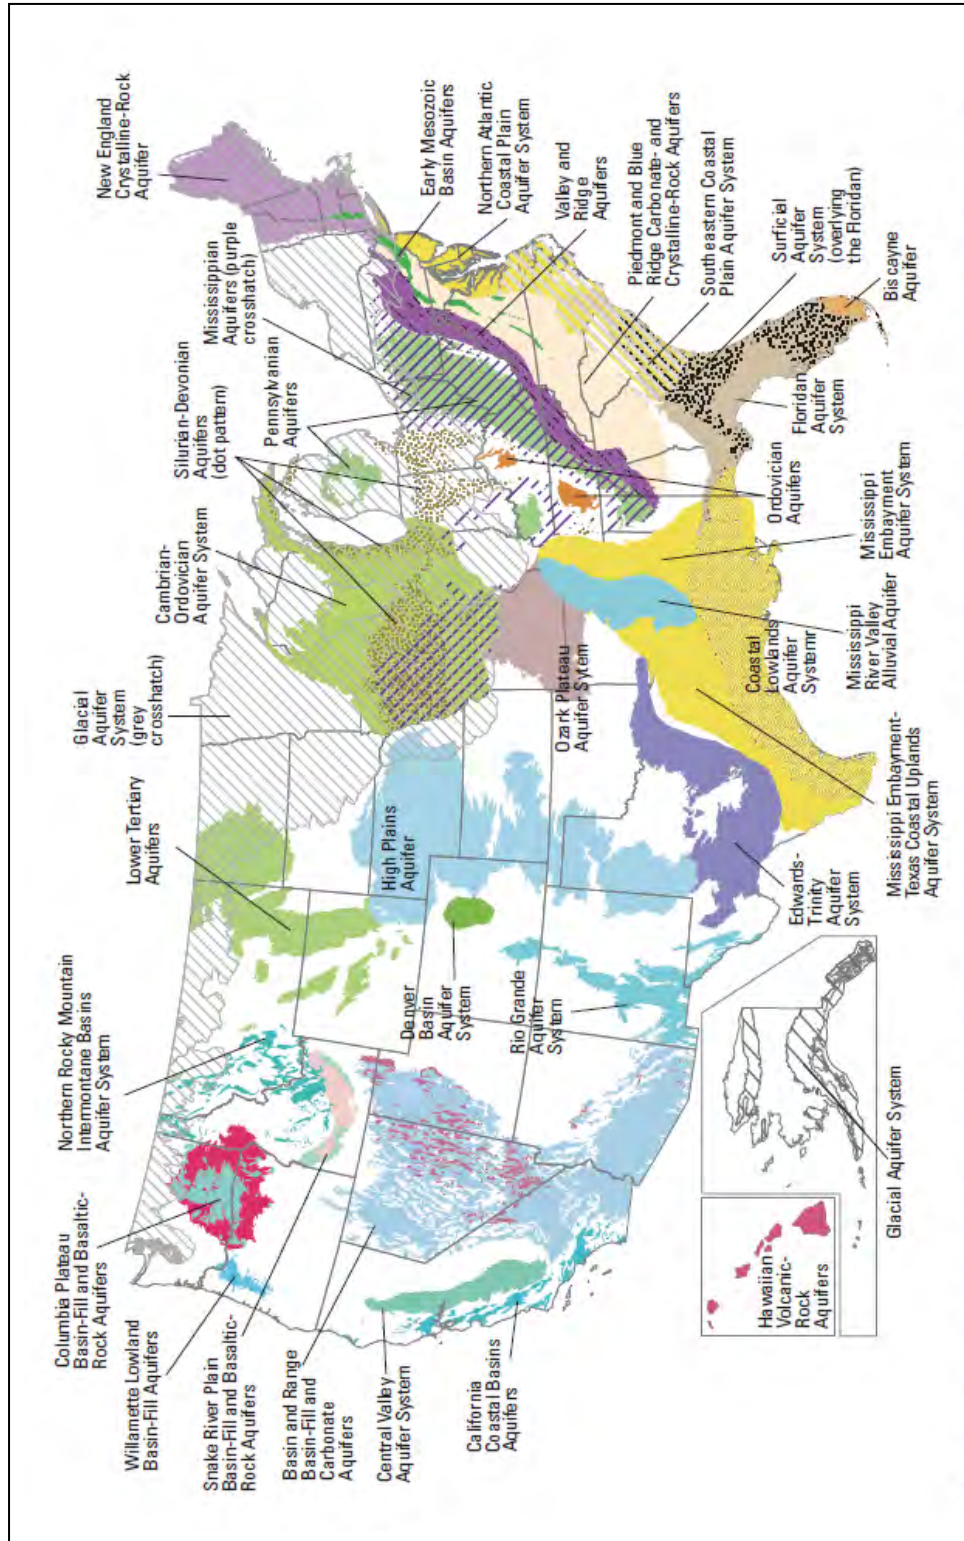 New England
Crystalline-Rock
Aquifer
Early Mesozoic
Basin Aquifers
Northern Atlantic
Coastal Plain
Aquifer System
Valley and
Ridge
Aquifers
Piedmont and Blue
Ridge Carbonate- and
Crystalline-Rock Aquifers
Southeastern Coastal
Plain Aquifer System
Surficial
Aquifer
System
(overlying
the Floridan)
Biscayne
Aquifer
Mississippian
Aquifers (purple
crosshatch)
Pennsylvanian
Aquifers
Silurian-Devonian
Aquifers
(dot pattern)
Cambrian-
Ordovician
Aquifer System
Floridan
Aquifer
System
Ordovician
Aquifers
Mississippi
Embayment
Aquifer System
Mississippi
River Valley
Alluvial Aquifer
Coastal
Lowlands
Aquifer
Systemr
Ozark Plateau
Aquifer Sytem
Glacial
Aquifer
System
(grey
crosshatch)
Lower Tertiary
Aquifers
High Plains
Aquifer
Mississippi Embayment-
Texas Coastal Uplands
Aquifer System
Edwards-
Trinity
Aquifer
System
Denver
Basin
Aquifer
System
Rio Grande
Aquifer
System
Northern Rocky Mountain
Intermontane Basins
Aquifer System
Columbia Plateau
Basin-Fill and Basaltic-
Rock Aquifers
Willamette Lowland
Basin-Fill Aquifers
Snake River Plain
Basin-Fill and Basaltic-
Rock Aquifers
Basin and Range
Basin-Fill and
Carbonate
Aquifers
Central Valley
Aquifer System
California
Coastal Basins
Aquifers
Hawaiian
Volcanic-
Rock
Aquifers
Glacial Aquifer System